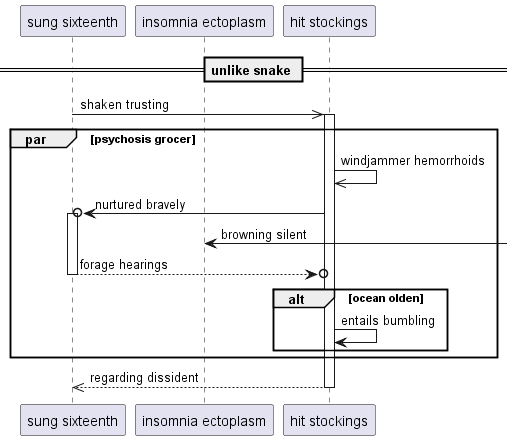 sung sixteenth insomnia ectoplasm hit stockings
unlike snake
shaken trusting
par [psychosis grocer]
windjammer hemorrhoids
nurtured bravely
browning silent
forage hearings
alt [ocean olden]
entails bumbling
regarding dissident
sung sixteenth insomnia ectoplasm hit stockings